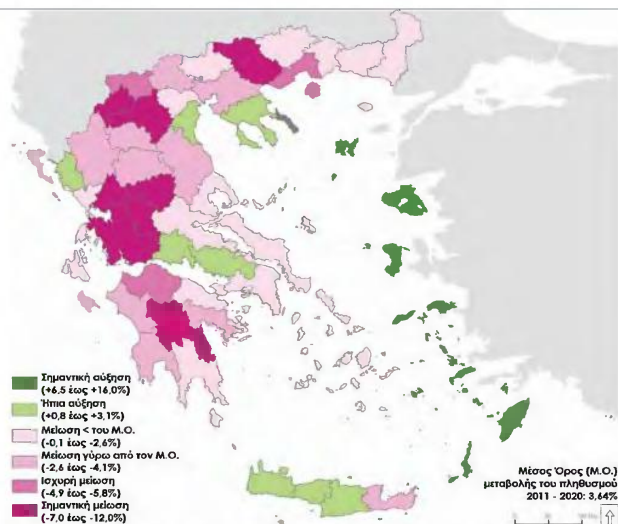 Σημαντική αύξηση
(+6,5 έως +16,0%)
Ήπια αύξηση
(+0,8 έως +3,1%)
Μείωση < του Μ.Ο.
(-0,1 έως -2,6%)
Μείωση γύρω από τον Μ.Ο.
(-2,6 έως -4,1%)
Ισχυρή μείωση
(-4,9 έως -5,8%)
Σημαντική μείωση
(-7,0 έως -12,0%)
Μέσος Όρος (Μ.Ο.)
μεταβολής του πληθυσμού
2011 - 2020: 3,64%